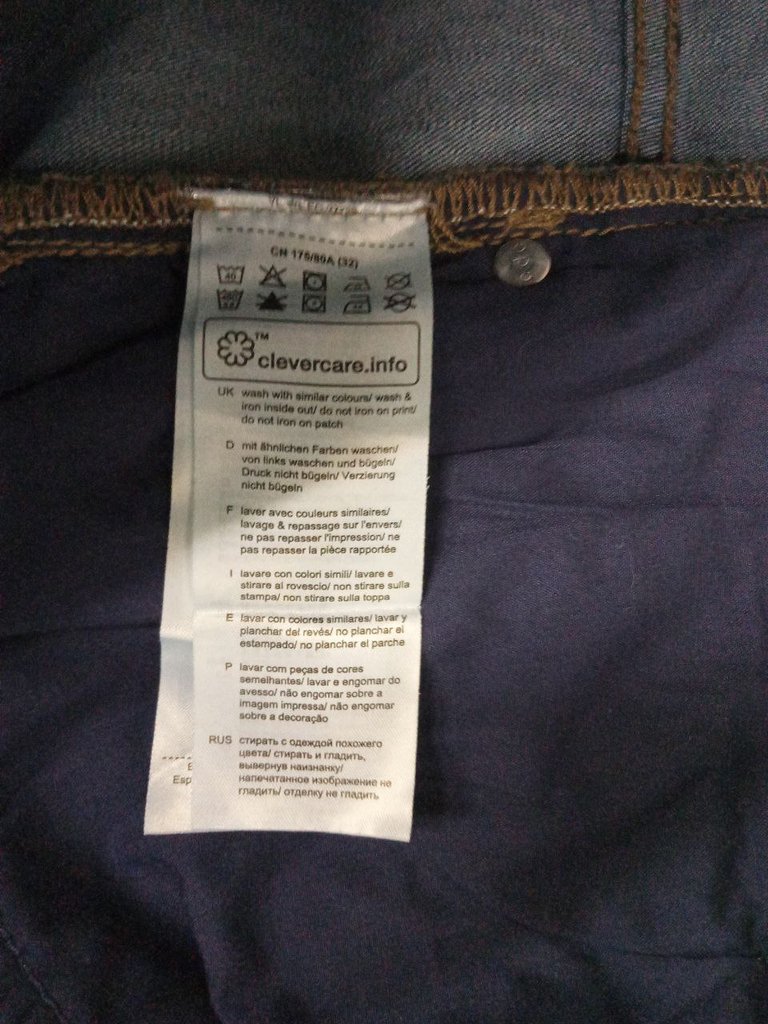 CN 175/80A (32)
40
clevercare.info
TM
UK wash with similar colours/ wash &
iron inside out/ do not iron on print/
do not iron on patch
D mit ähnlichen Farben waschen/
von links waschen und bügeln/
Druck nicht bügeln/ Verzierung
nicht bügeln
F laver avec couleurs similaires/
lavage & repassage sur l'envers/
ne pas repasser l'impression/ ne
pas repasser la pièce rapportée
I lavare con colori simili/ lavare e
stirare al rovescio/ non stirare sulla
stampa/ non stirare sulla toppa
E lavar con colores similares/ lavar y
planchar del revés/ no planchar el
estampado/ no planchar el parche
P lavar com peças de cores
semelhantes/ lavar e engomar do
avesso/ não engomar sobre a
imagem impressa/ não engomar
sobre a decoração
RUS стирать с одеждой похожего
цвета/ стирать и гладить,
вывернув наизнанку/
напечатанное изображение не
гладить/ отделку не гладить
E
Esp